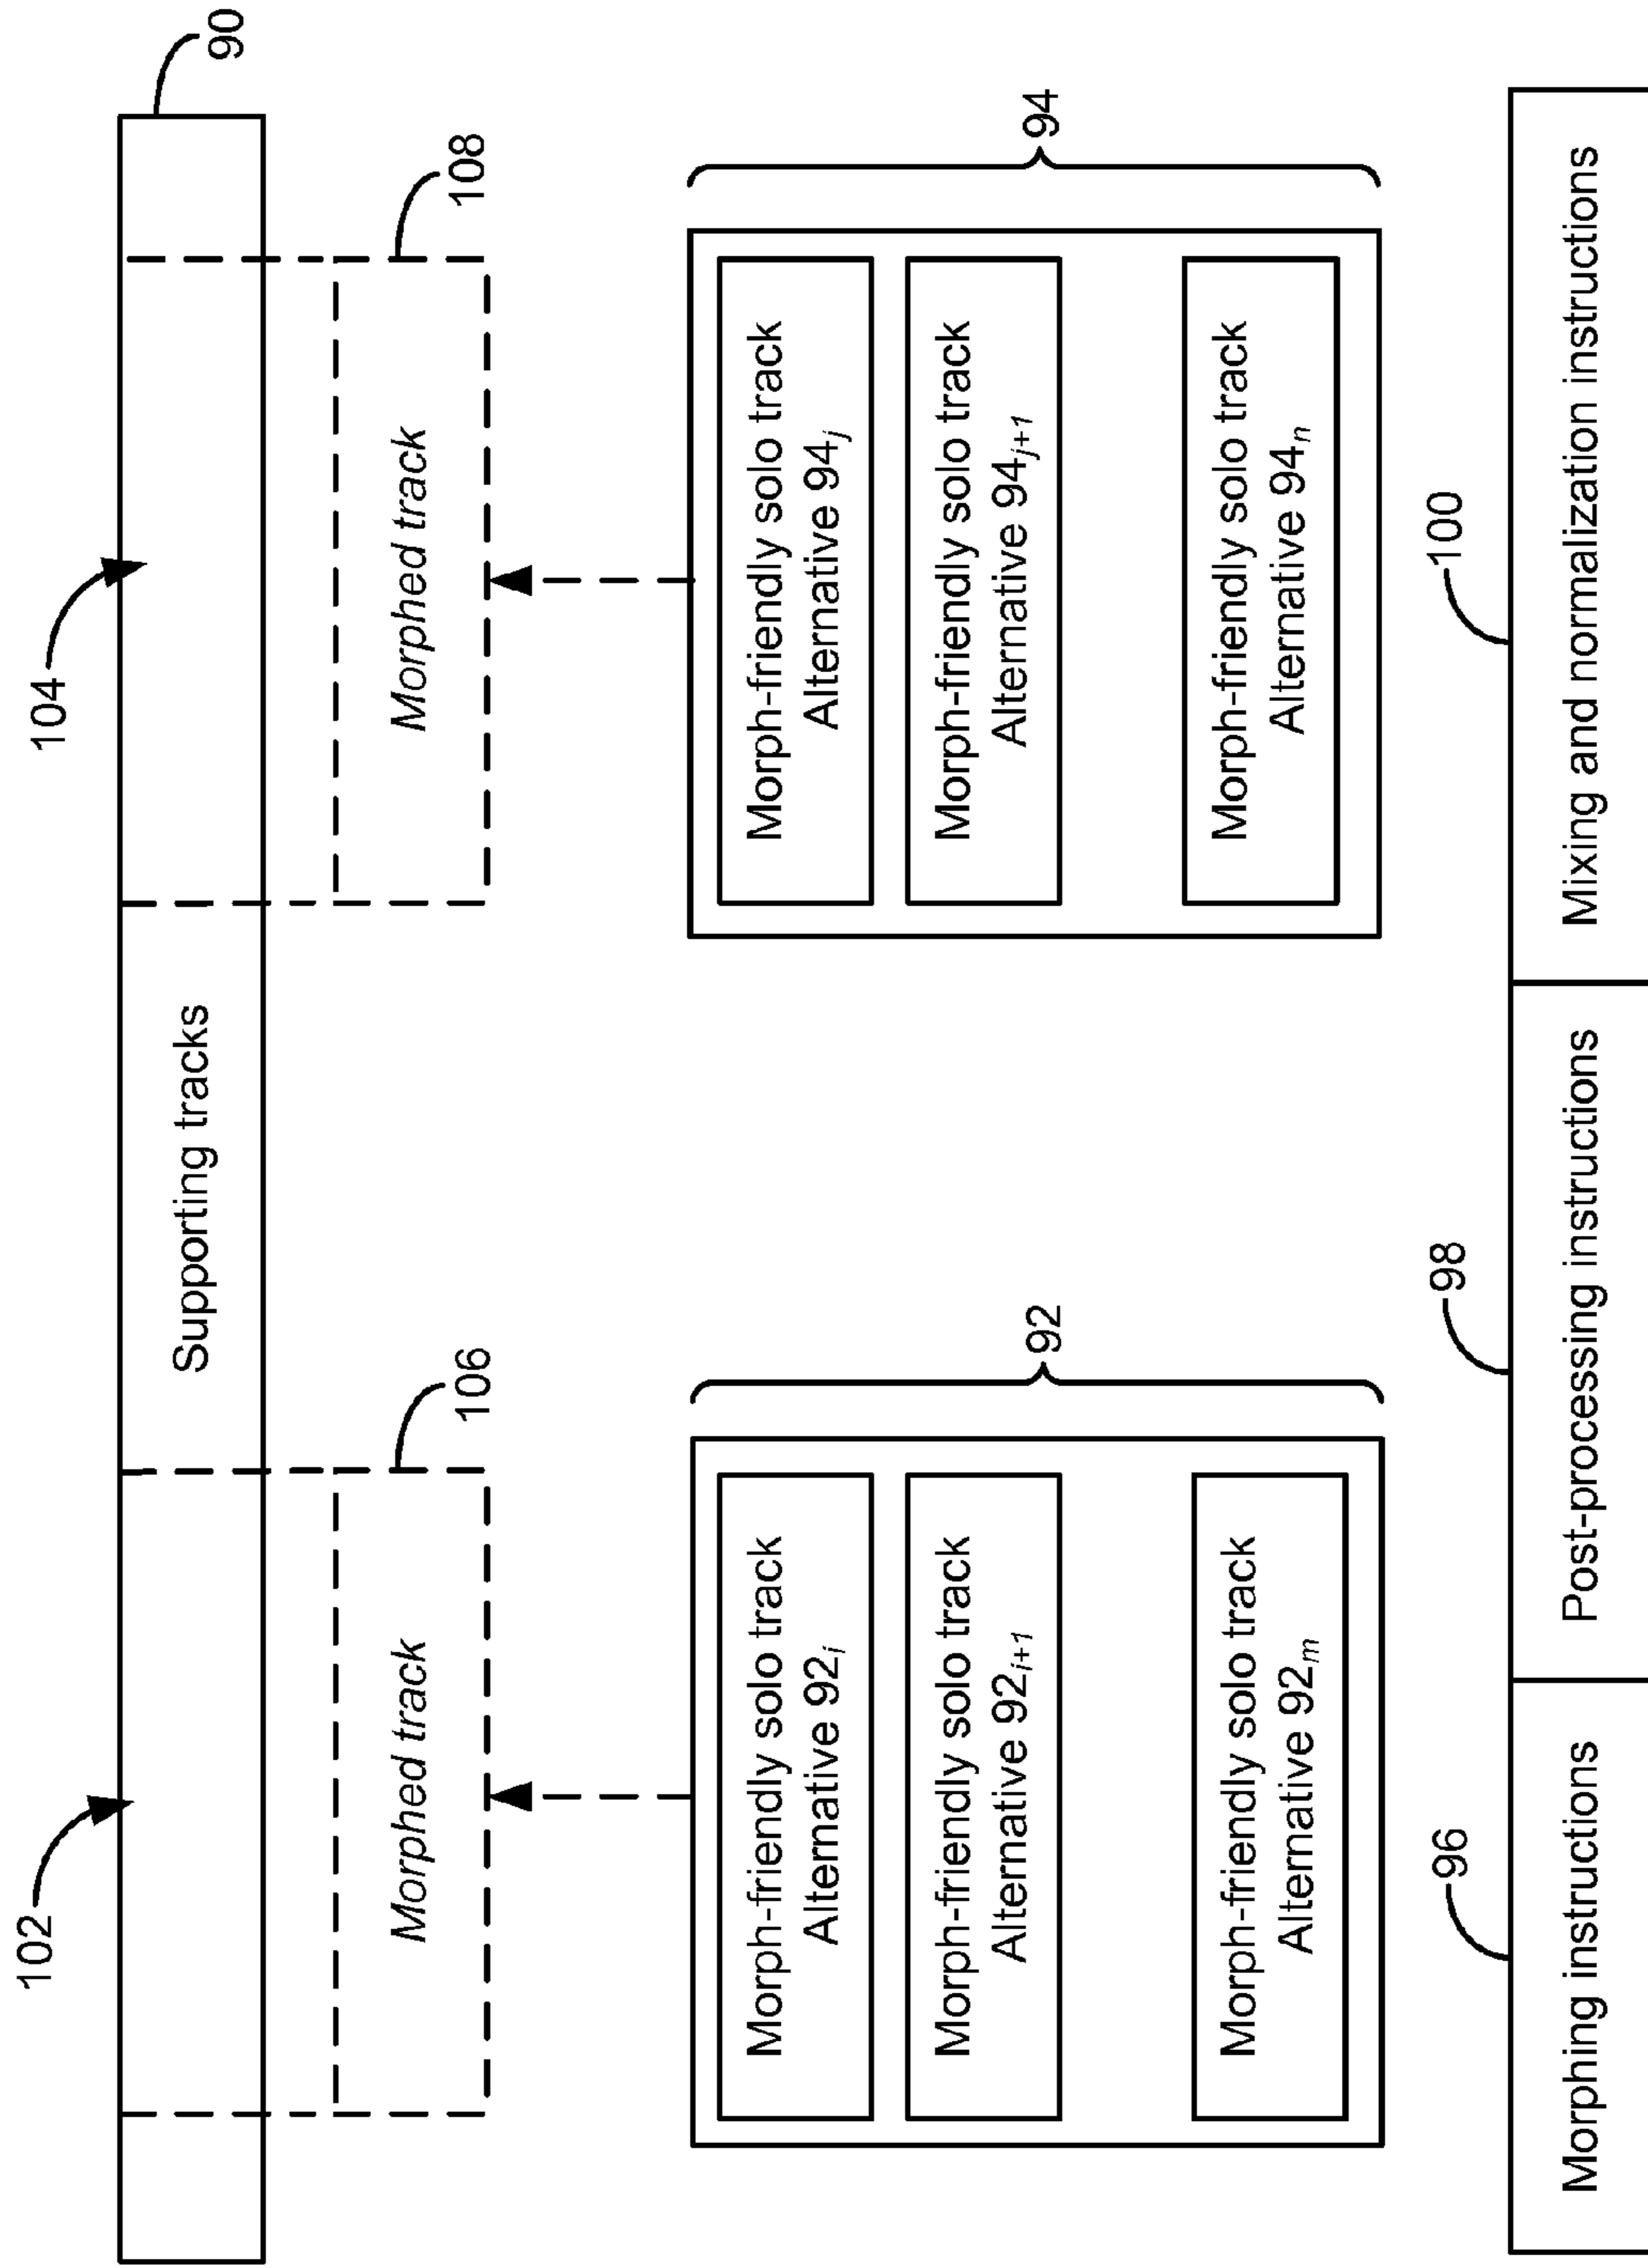 102
104
90
Supporting tracks
106
108
Morphed track
Morphed track
92
94
Morph-friendly solo track
Alternative 92i
Morph-friendly solo track
Alternative 92i+1
Morph-friendly solo track
Alternative 92m
Morph-friendly solo track
Alternative 94j
Morph-friendly solo track
Alternative 94j+1
Morph-friendly solo track
Alternative 94n
96
98
100
Morphing instructions
Post-processing instructions
Mixing and normalization instructions